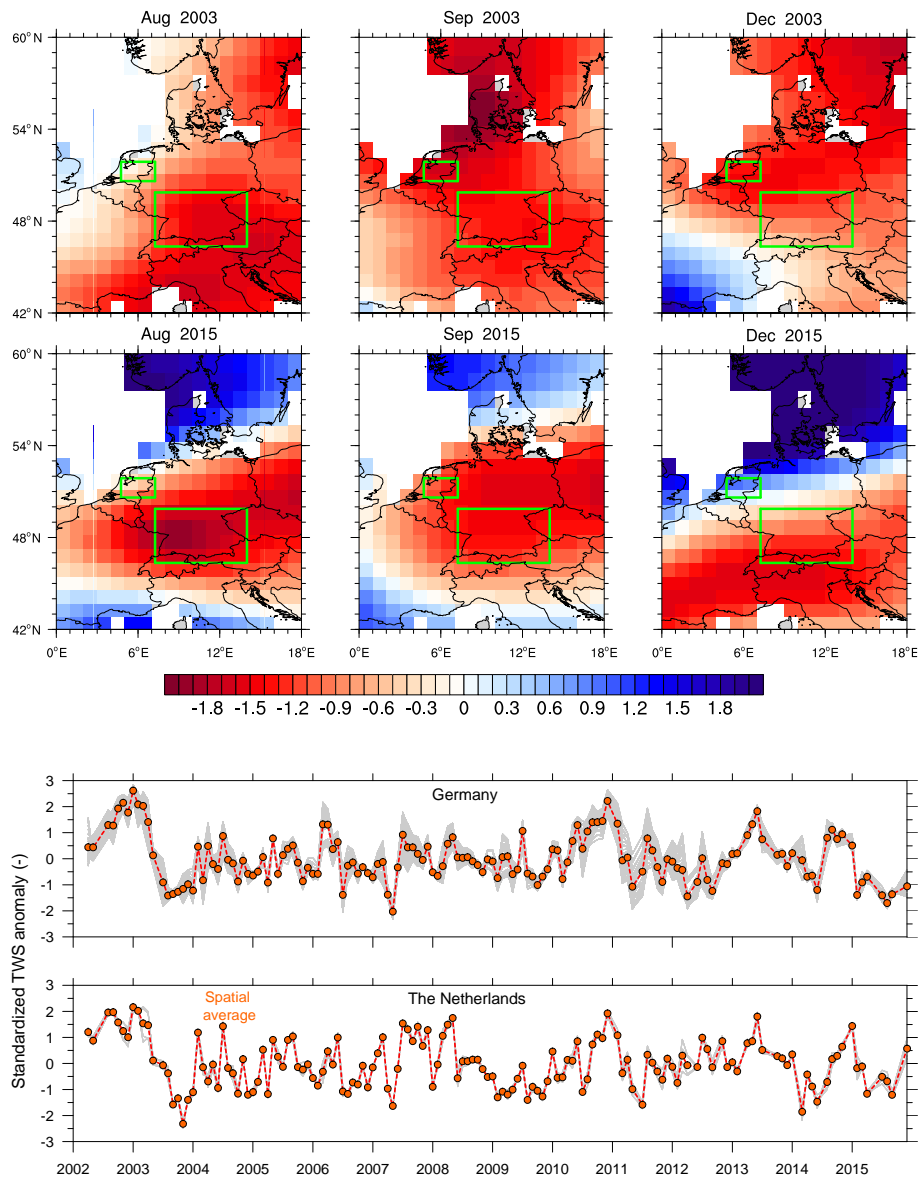 Aug 2003 Sep 2003 Dec 2003
60°N
54°N
48°N
42°N
Aug 2015 Sep 2015 Dec 2015
60°N
54°N
48°N
42°N
0°E 6°E 12°E 18°E 0°E 6°E 12°E 18°E 0°E 6°E 12°E 18°E
-1.8 -1.5 -1.2 -0.9 -0.6 -0.3 0 0.3 0.6 0.9 1.2 1.5 1.8
Standardized TWS anomaly (-)
Germany
3
2
1
0
-1
-2
-3
Spatial
average
The Netherlands
3
2
1
0
-1
-2
-3
2002 2003 2004 2005 2006 2007 2008 2009 2010 2011 2012 2013 2014 2015